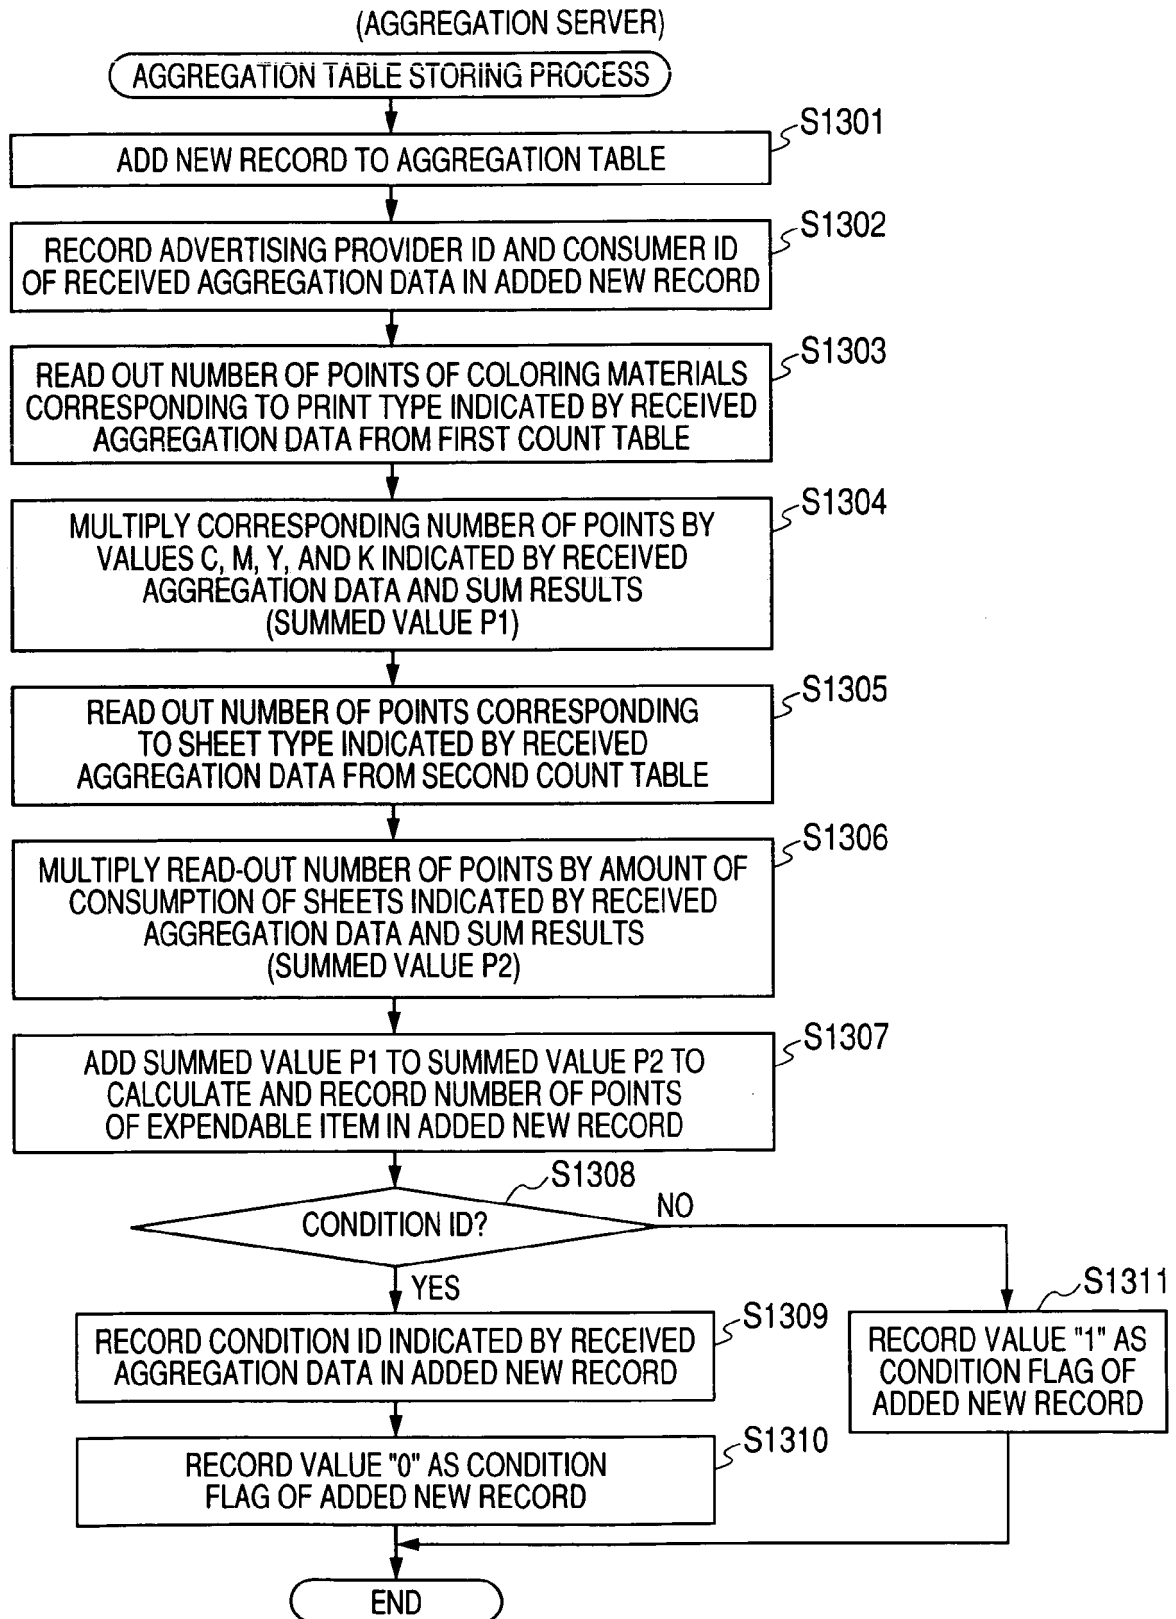 (AGGREGATION SERVER)
AGGREGATION TABLE STORING PROCESS
S1301
ADD NEW RECORD TO AGGREGATION TABLE
S1302
RECORD ADVERTISING PROVIDER ID AND CONSUMER ID
OF RECEIVED AGGREGATION DATA IN ADDED NEW RECORD
S1303
READ OUT NUMBER OF POINTS OF COLORING MATERIALS
CORRESPONDING TO PRINT TYPE INDICATED BY RECEIVED
AGGREGATION DATA FROM FIRST COUNT TABLE
S1304
MULTIPLY CORRESPONDING NUMBER OF POINTS BY
VALUES C, M, Y, AND K INDICATED BY RECEIVED
AGGREGATION DATA AND SUM RESULTS
(SUMMED VALUE P1)
S1305
READ OUT NUMBER OF POINTS CORRESPONDING
TO SHEET TYPE INDICATED BY RECEIVED
AGGREGATION DATA FROM SECOND COUNT TABLE
S1306
MULTIPLY READ-OUT NUMBER OF POINTS BY AMOUNT OF
CONSUMPTION OF SHEETS INDICATED BY RECEIVED
AGGREGATION DATA AND SUM RESULTS
(SUMMED VALUE P2)
S1307
ADD SUMMED VALUE P1 TO SUMMED VALUE P2 TO
CALCULATE AND RECORD NUMBER OF POINTS
OF EXPENDABLE ITEM IN ADDED NEW RECORD
S1308
CONDITION ID?
NO
YES
S1309
RECORD CONDITION ID INDICATED BY RECEIVED
AGGREGATION DATA IN ADDED NEW RECORD
S1311
RECORD VALUE "1" AS
CONDITION FLAG OF
ADDED NEW RECORD
S1310
RECORD VALUE "0" AS CONDITION
FLAG OF ADDED NEW RECORD
END